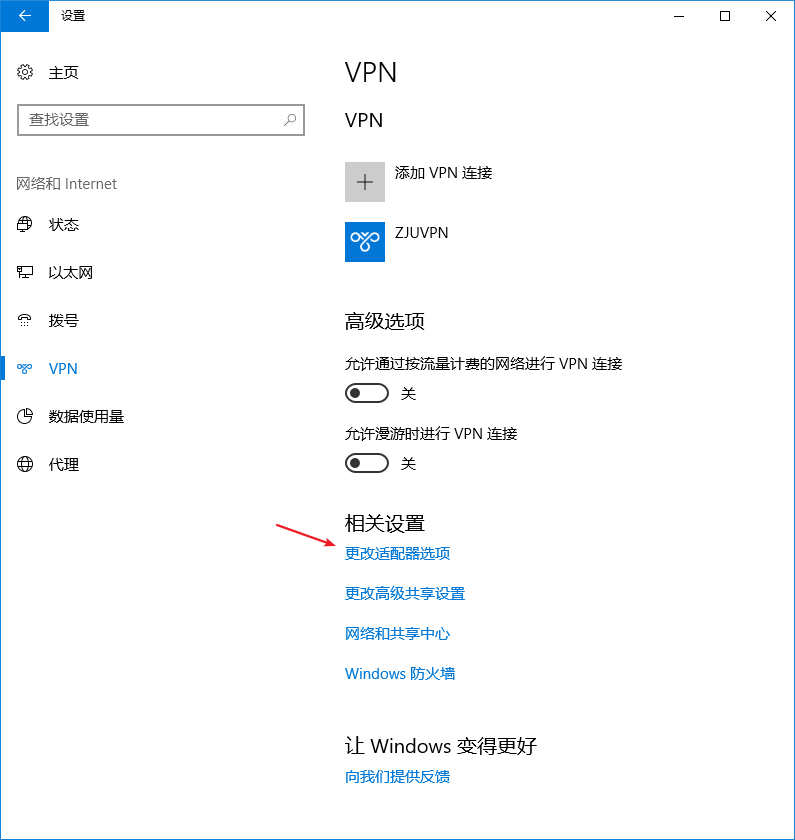 设置
主页
查找设置
网络和 Internet
状态
以太网
拨号
VPN
数据使用量
代理
VPN
VPN
添加 VPN 连接
ZJUVPN
高级选项
允许通过按流量计费的网络进行 VPN 连接
关
允许漫游时进行 VPN 连接
关
相关设置
更改适配器选项
更改高级共享设置
网络和共享中心
Windows 防火墙
让 Windows 变得更好
向我们提供反馈